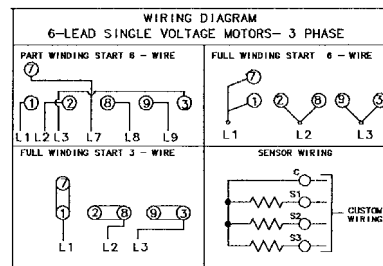 WIRING DIAGRAM
6-LEAD SINGLE VOLTAGE MOTORS- 3 PHASE
PART WINDING START 6 - WIRE
7
1 2 8 9 3
L1 L2 L3 L7 L8 L9
FULL WINDING START 6 - WIRE
7
1 2 8 9 3
L1 L2 L3
FULL WINDING START 3 - WIRE
7
1 2 8 9 3
L1 L2 L3
SENSOR WIRING
C
S1
S2
S3
CUSTOMER
WIRING